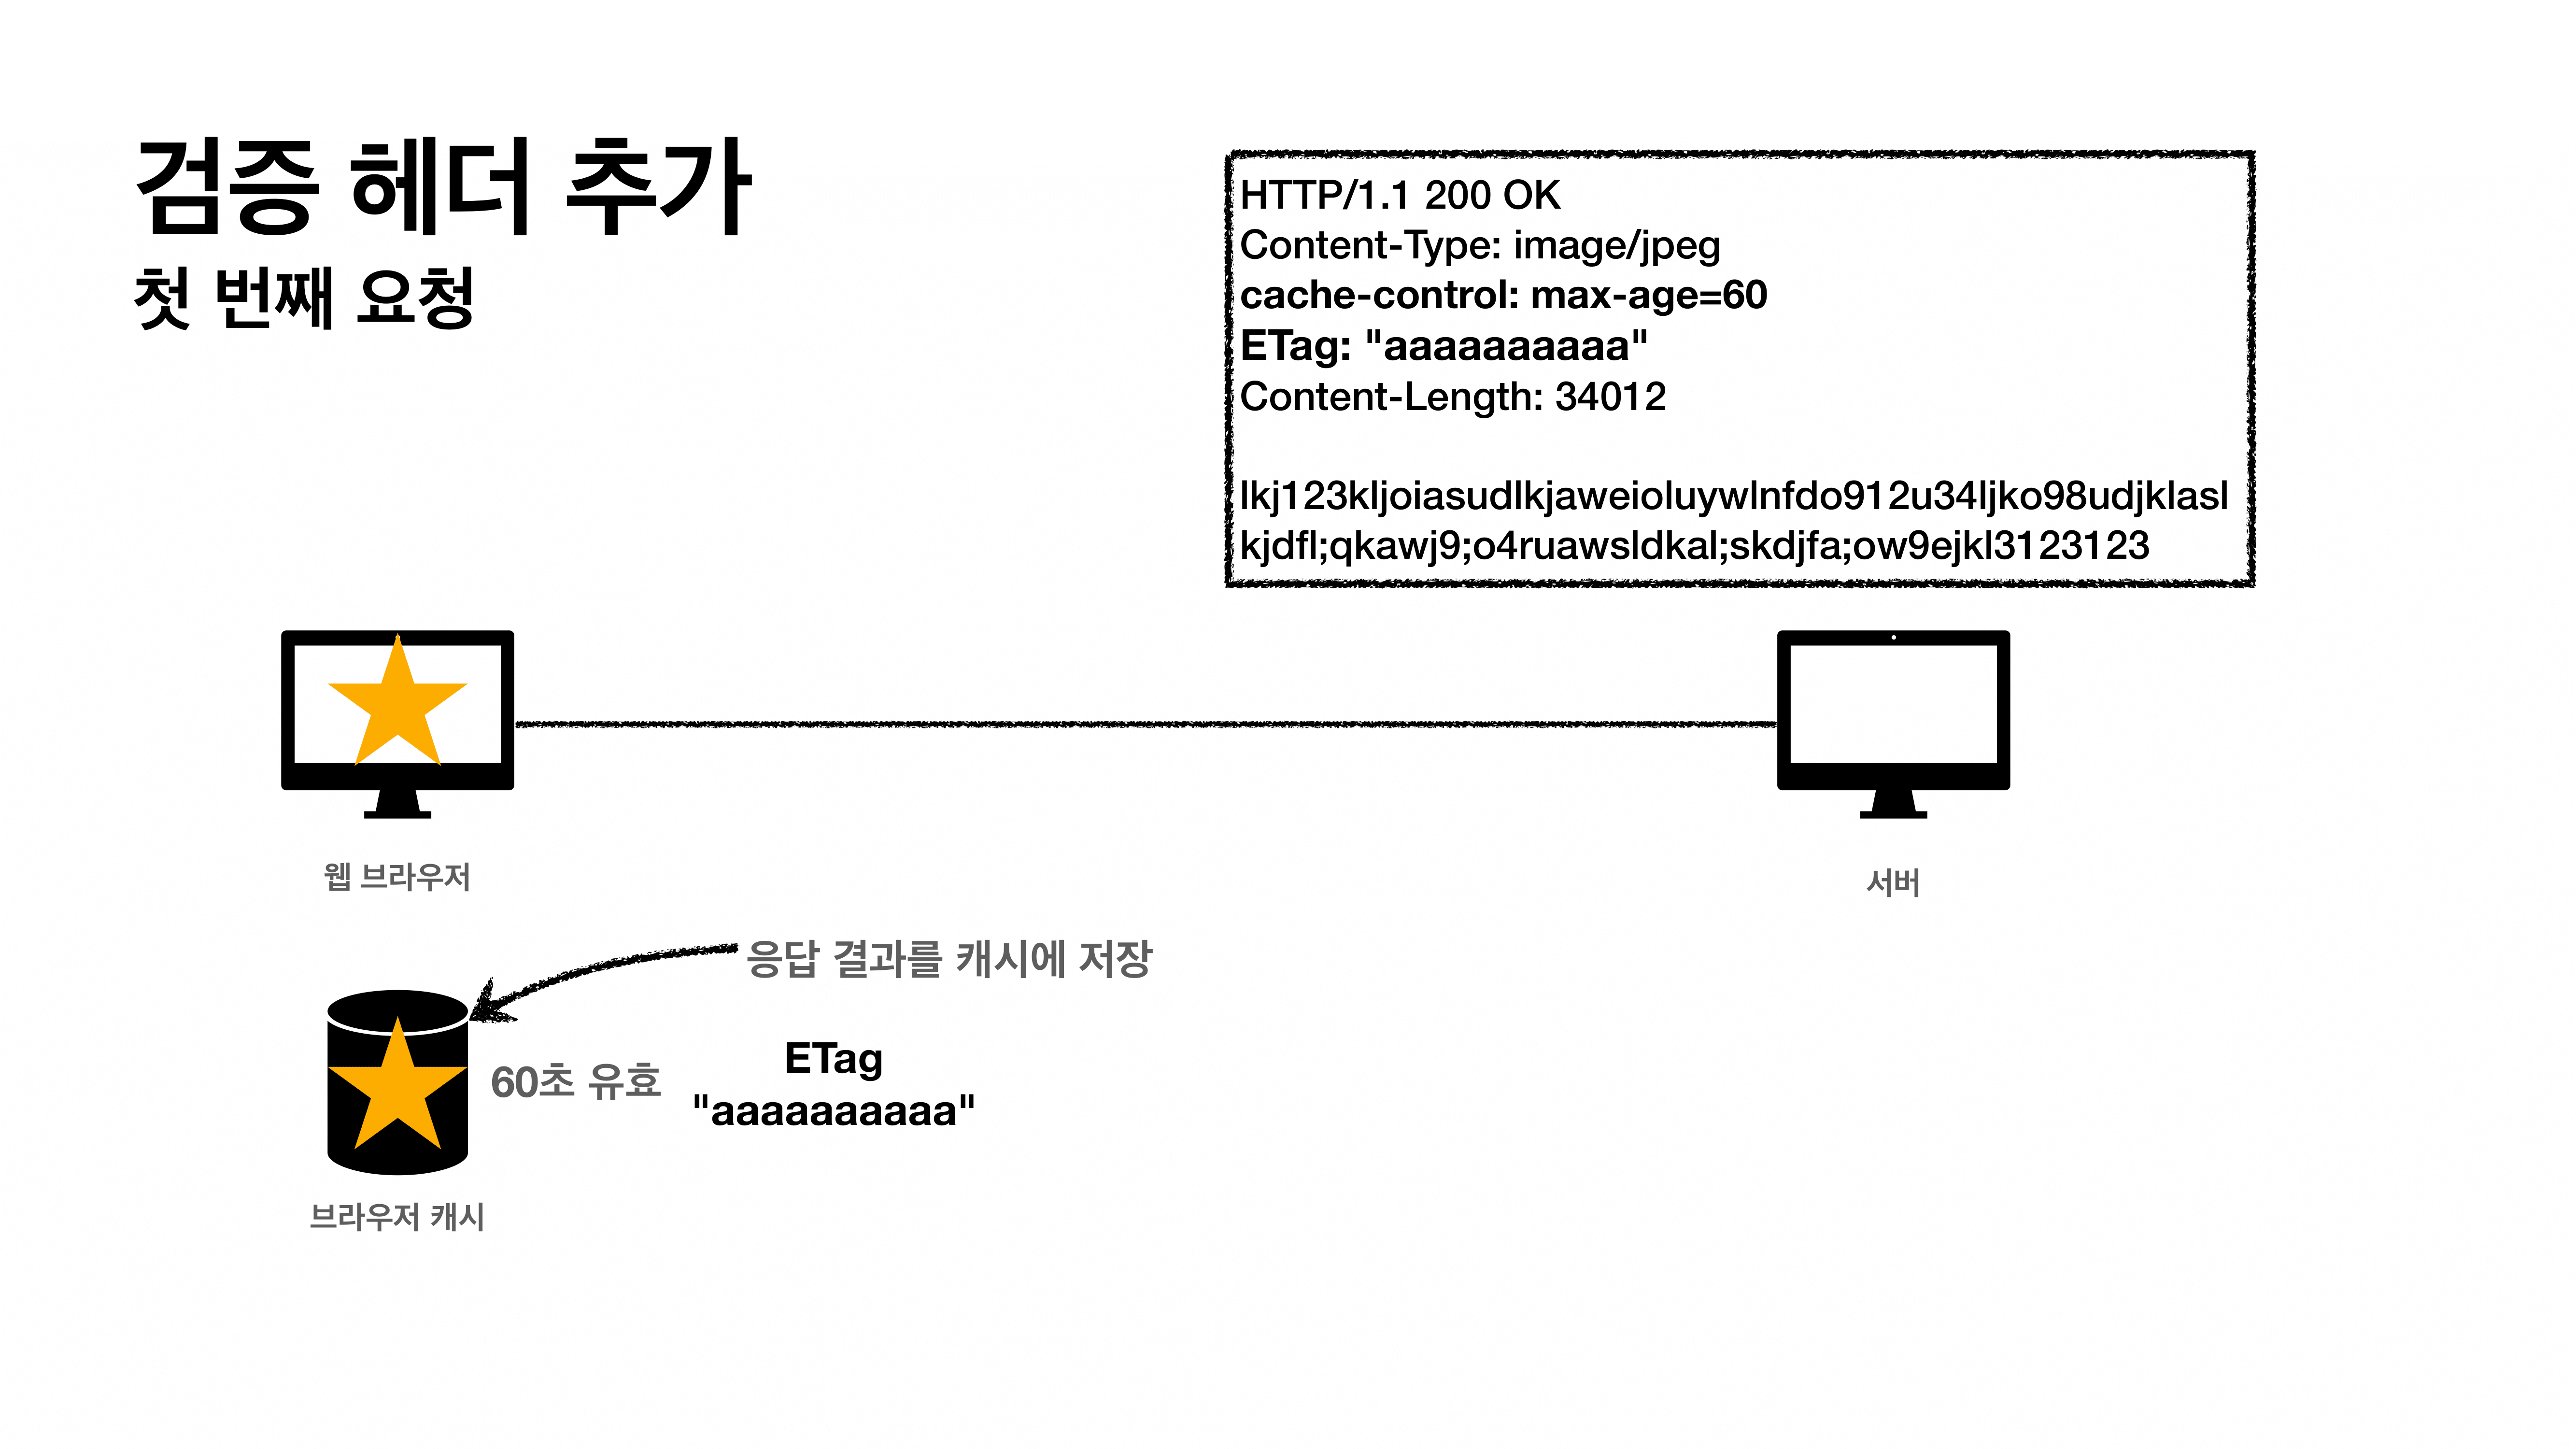 검증 헤더 추가
첫 번째 요청
HTTP/1.1 200 OK
Content-Type: image/jpeg
cache-control: max-age=60
ETag: "aaaaaaaaaa"
Content-Length: 34012
lkj123kljoiasudlkjaweioluywlnfdo912u34ljko98udjklasl
kjdfl;qkawj9;o4ruawsldkal;skdjfa;ow9ejkl3123123
웹 브라우저
서버
응답 결과를 캐시에 저장
60초 유효
ETag
"aaaaaaaaaa"
브라우저 캐시